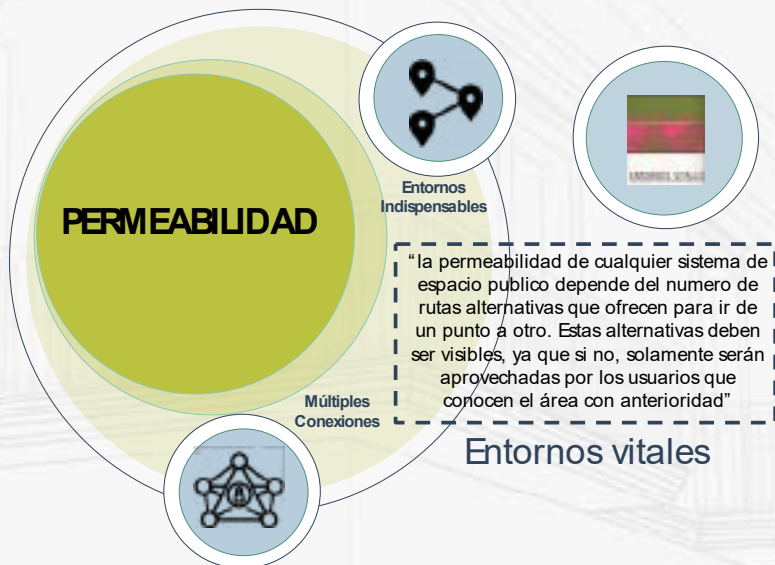 PERMEABILIDAD
Entornos
Indispensables
“la permeabilidad de cualquier sistema de
espacio publico depende del numero de
rutas alternativas que ofrecen para ir de
un punto a otro. Estas alternativas deben
ser visibles, ya que si no, solamente serán
aprovechadas por los usuarios que
conocen el área con anterioridad”
Múltiples
Conexiones
Entornos vitales